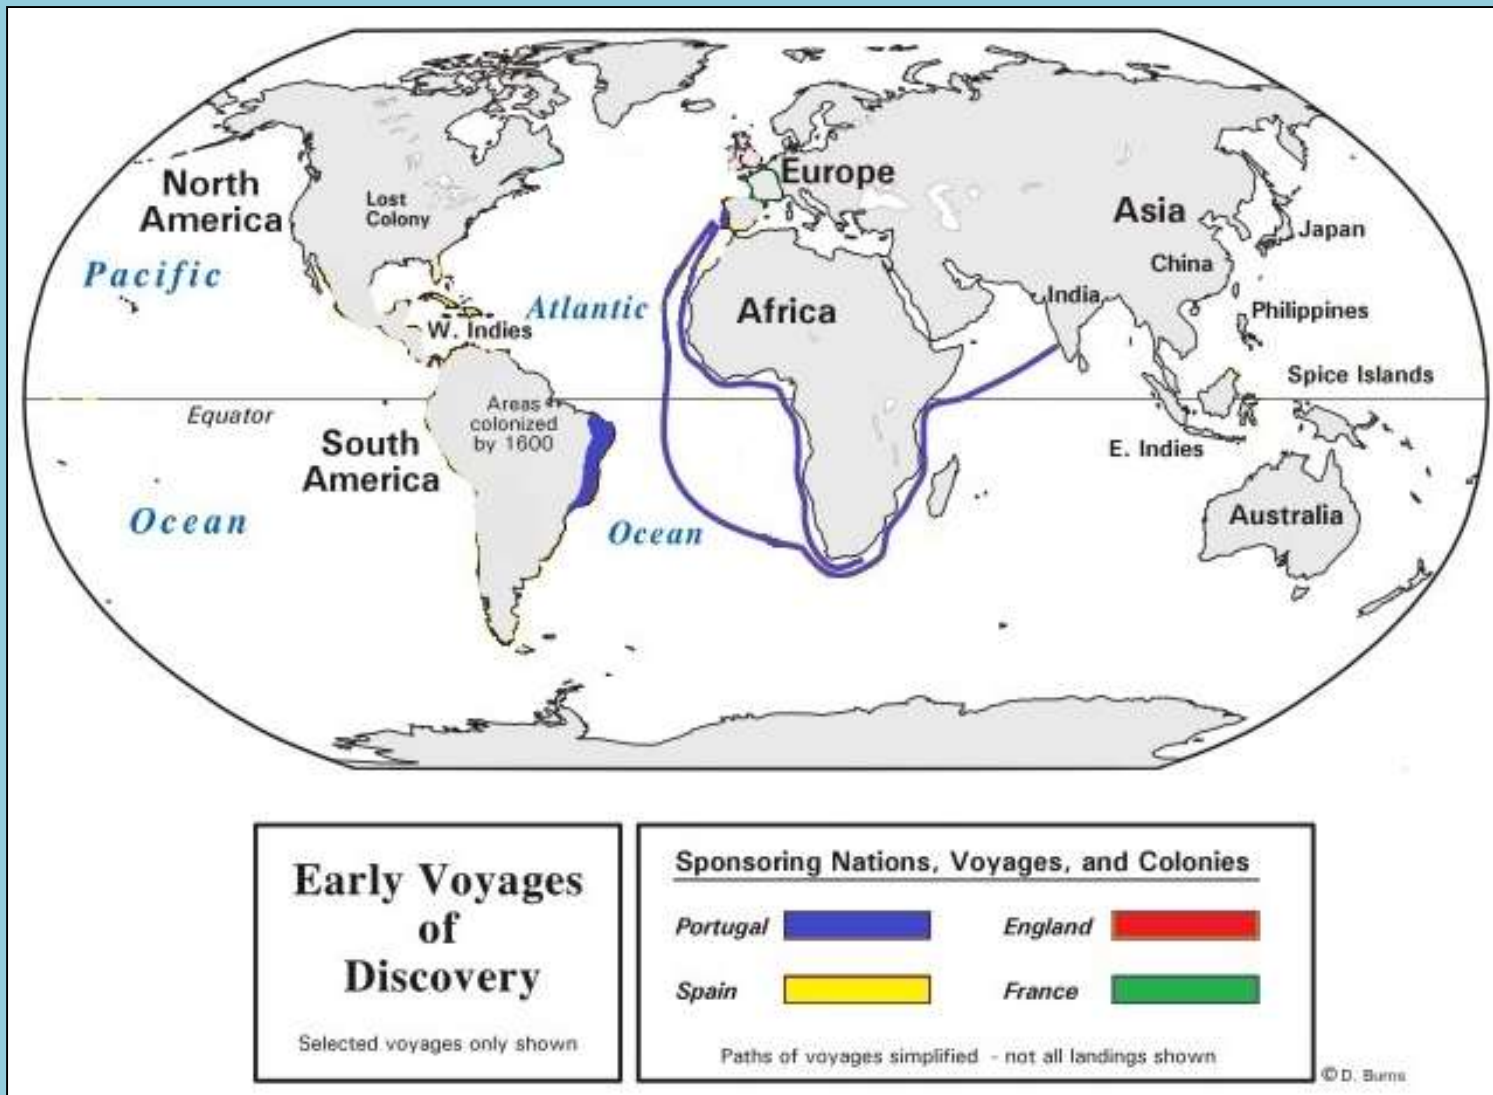 North
America
Lost
Colony
Pacific
Europe
Asia
Japan
China
India
Philippines
Atlantic
Africa
W. Indies
Spice Islands
Equator
Areas
colonized
by 1600
South
America
E. Indies
Australia
Ocean
Ocean
Early Voyages
of
Discovery
Selected voyages only shown
Sponsoring Nations, Voyages, and Colonies
Portugal
England
Spain
France
Paths of voyages simplified - not all landings shown
© D. Burns